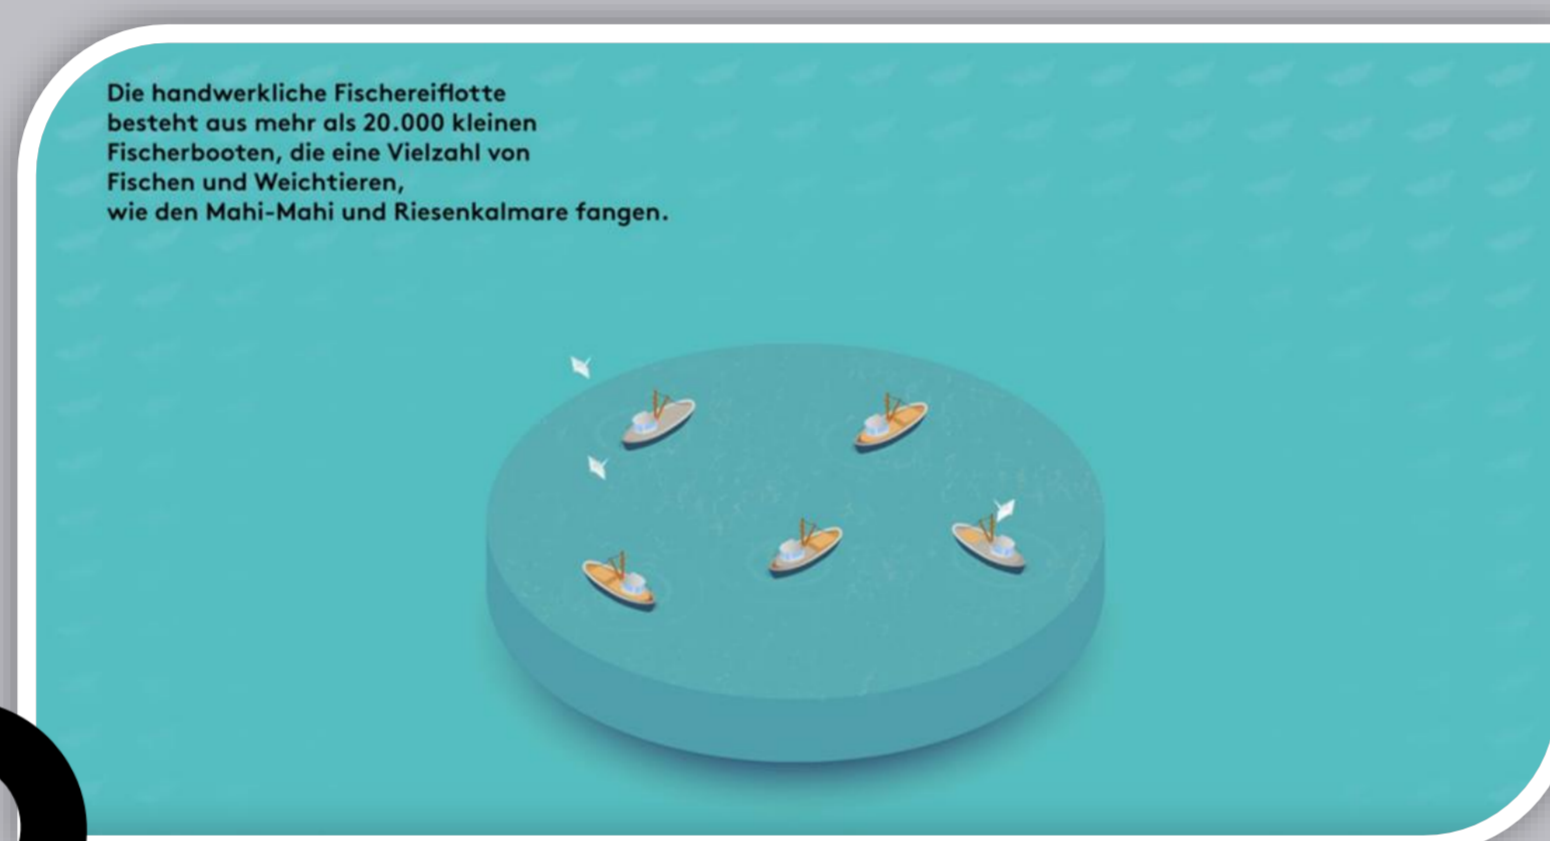 Die handwerkliche Fischereiflotte
besteht aus mehr als 20.000 kleinen
Fischerbooten, die eine Vielzahl von
Fischen und Weichtieren,
wie den Mahi-Mahi und Riesenkalmare fangen.